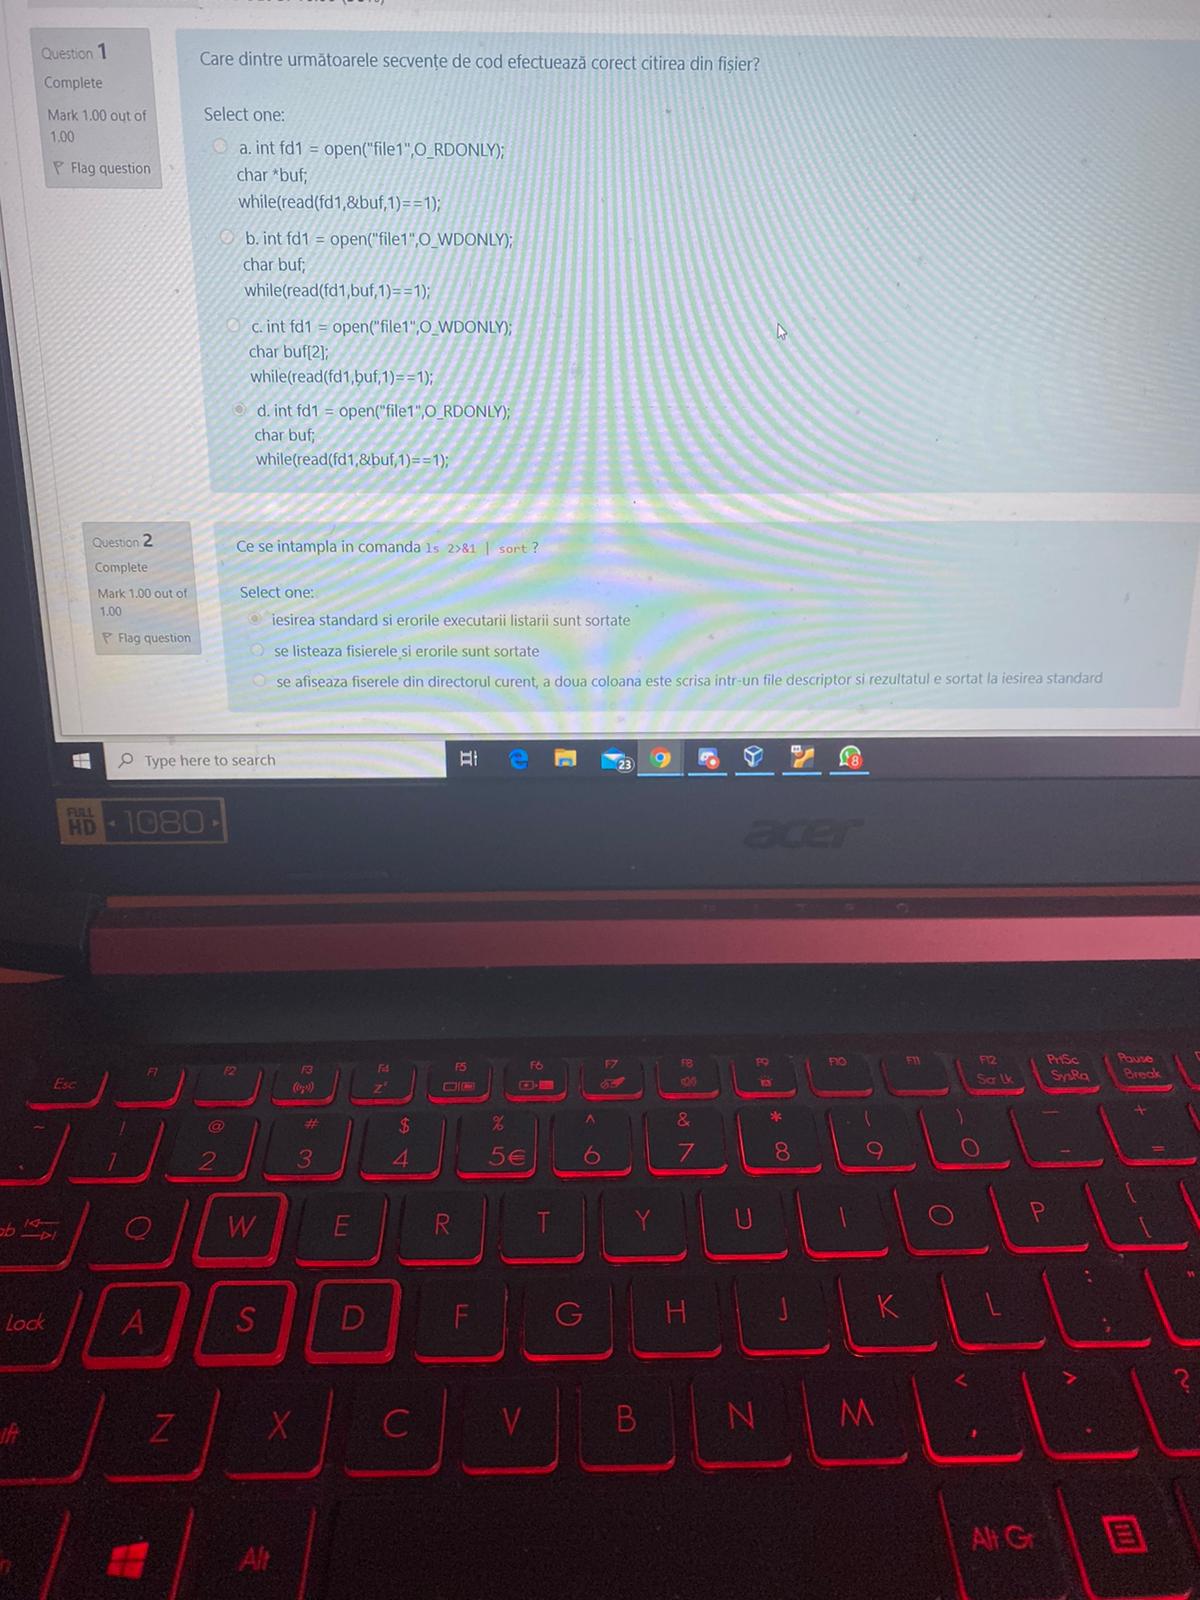 Question 1
Complete
Mark 1.00 out of
1.00
Flag question
Care dintre următoarele secvențe de cod efectuează corect citirea din fișier?
Select one:
a. int fd1 = open("file1",O_RDONLY);
char *buf;
while(read(fd1,&buf,1)==1);
b. int fd1 = open("file1",O_WDONLY);
char buf;
while(read(fd1,buf,1)==1);
c. int fd1 = open("file1",O_WDONLY);
char buf[2];
while(read(fd1,buf,1)==1);
d. int fd1 = open("file1",O_RDONLY);
char buf;
while(read(fd1,&buf,1)==1);
Question 2
Complete
Mark 1.00 out of
1.00
Flag question
Ce se intampla in comanda ls 2>&1 | sort ?
Select one:
iesirea standard si erorile executarii listarii sunt sortate
se listeaza fisierele si erorile sunt sortate
se afiseaza fiserele din directorul curent, a doua coloana este scrisa intr-un file descriptor si rezultatul e sortat la iesirea standard
Type here to search
23
8
FULL HD 1080
acer
Esc F1 F2 F3 F4 F5 F6 F7 F8 F9 F10 F11 F12 PrtSc Pause
Z Scr Lk SysRq Break
~ ! @ # $ % ^ & * ( ) — +
1 2 3 4 5€ 6 7 8 9 0 - =
Q W E R T Y U I O P { [
Lock A S D F G H J K L : ; "
Z X C V B N M < , > . ?
Alt Alt Gr